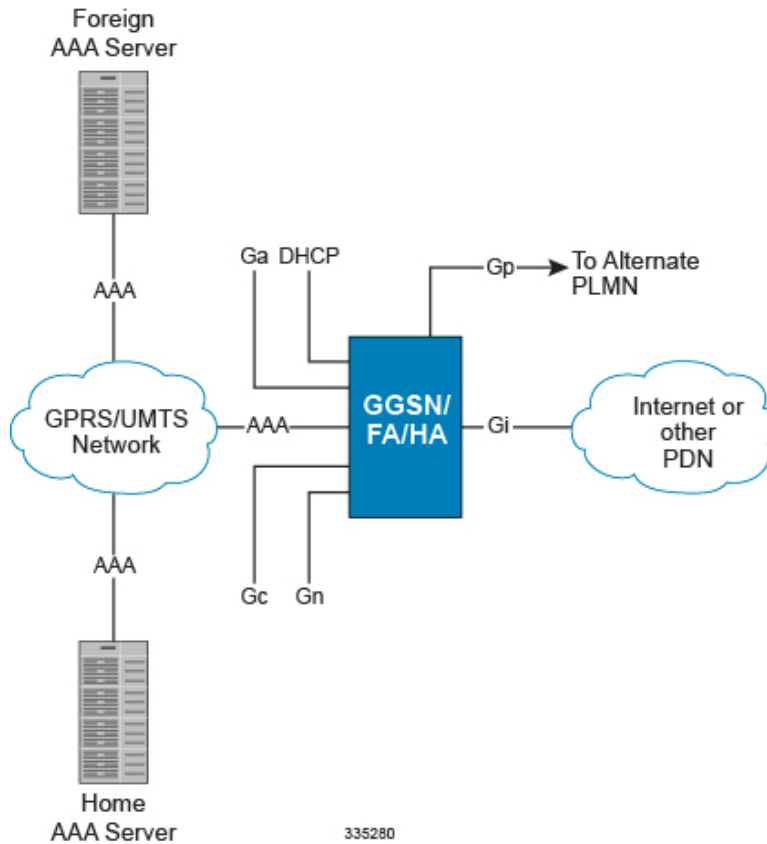 Foreign
AAA Server
Ga
DHCP
Gp
To Alternate
PLMN
AAA
GPRS/UMTS
Network
AAA
GGSN/
FA/HA
Gi
Internet or
other
PDN
AAA
Gc
Gn
Home
AAA Server
335280